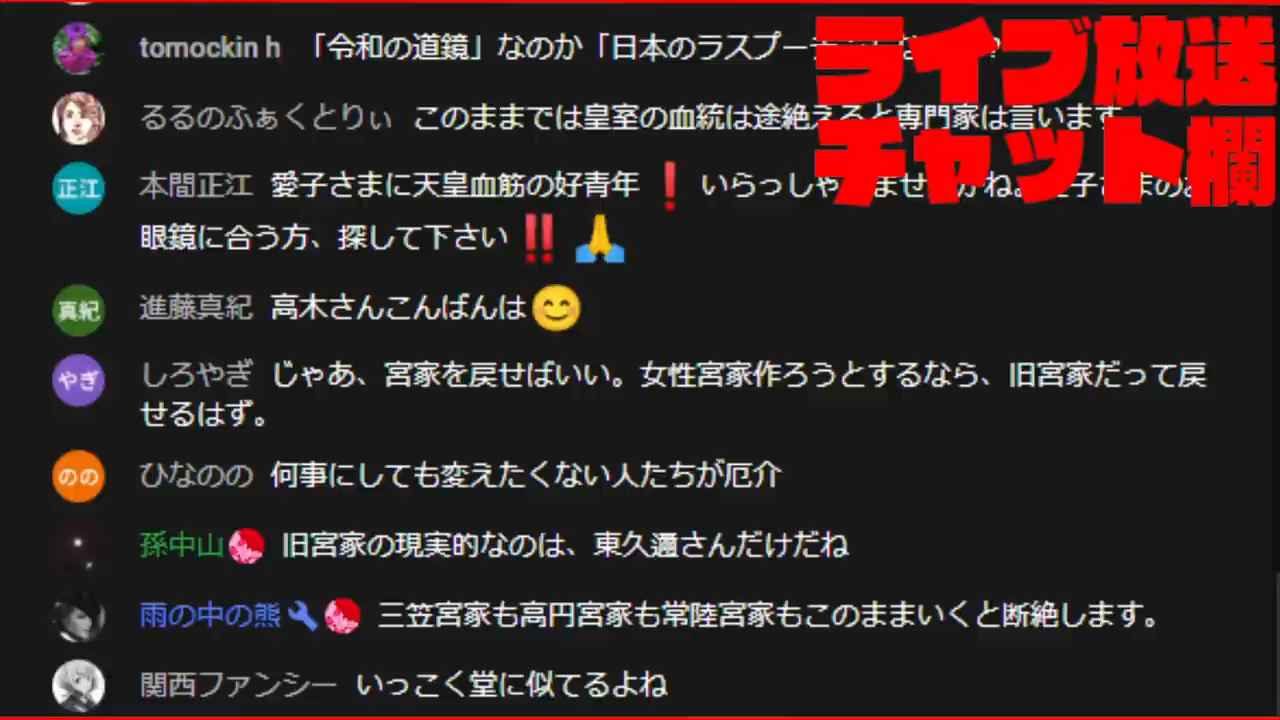 tomockin h 「令和の道鏡」なのか「日本のラスプー
ライブ放送
チャット欄
るるのふぁくとりぃ このままでは皇室の血統は途絶えると専門家は言います
正江 本間正江 愛子さまに天皇血筋の好青年❗いらっしゃ ませ
眼鏡に合う方、探して下さい‼🙏
真紀 進藤真紀 高木さんこんばんは😊
やぎ しろやぎ じゃあ、宮家を戻せばいい。女性宮家作ろうとするなら、旧宮家だって戻
せるはず。
のの ひなのの 何事にしても変えたくない人たちが厄介
孫中山 旧宮家の現実的なのは、東久邇さんだけだね
雨の中の熊 三笠宮家も高円宮家も常陸宮家もこのままいくと断絶します。
関西ファンシー いっこく堂に似てるよね